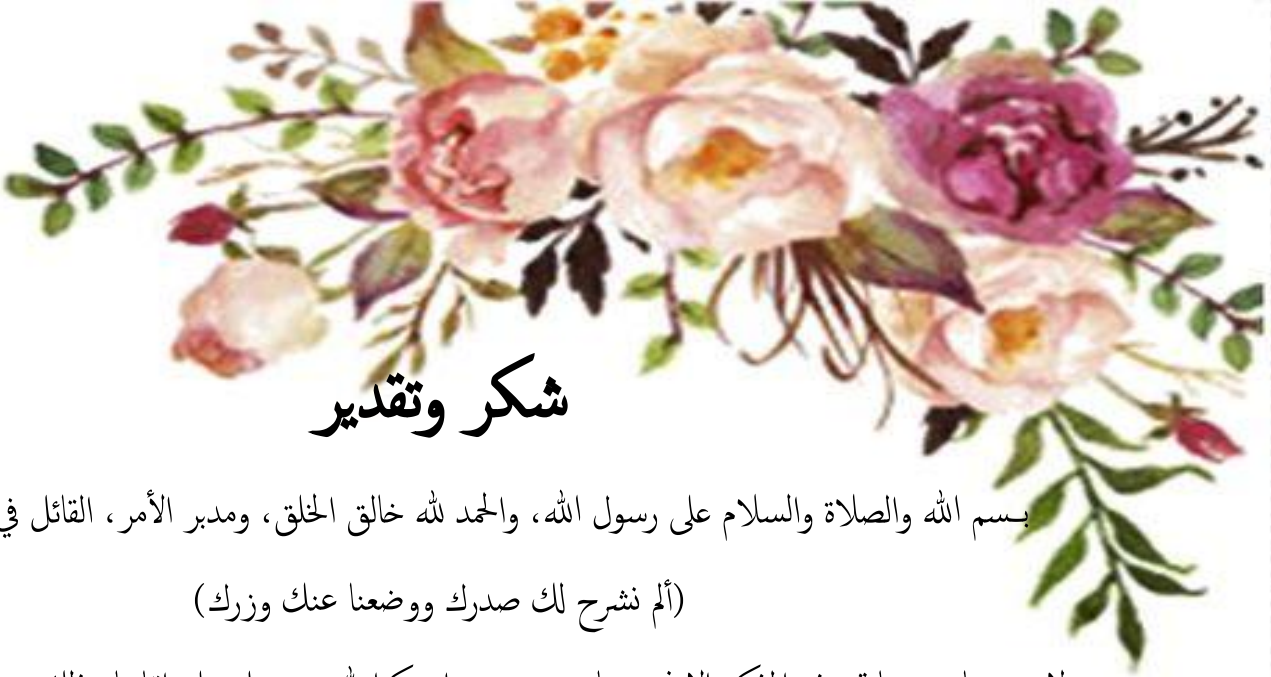 شكر وتقدير
بسم الله والصلاة والسلام على رسول الله، والحمد لله خالق الخلق، ومدبر الأمر، القائل في
(ألم نشرح لك صدرك ووضعنا عنك وزرك)